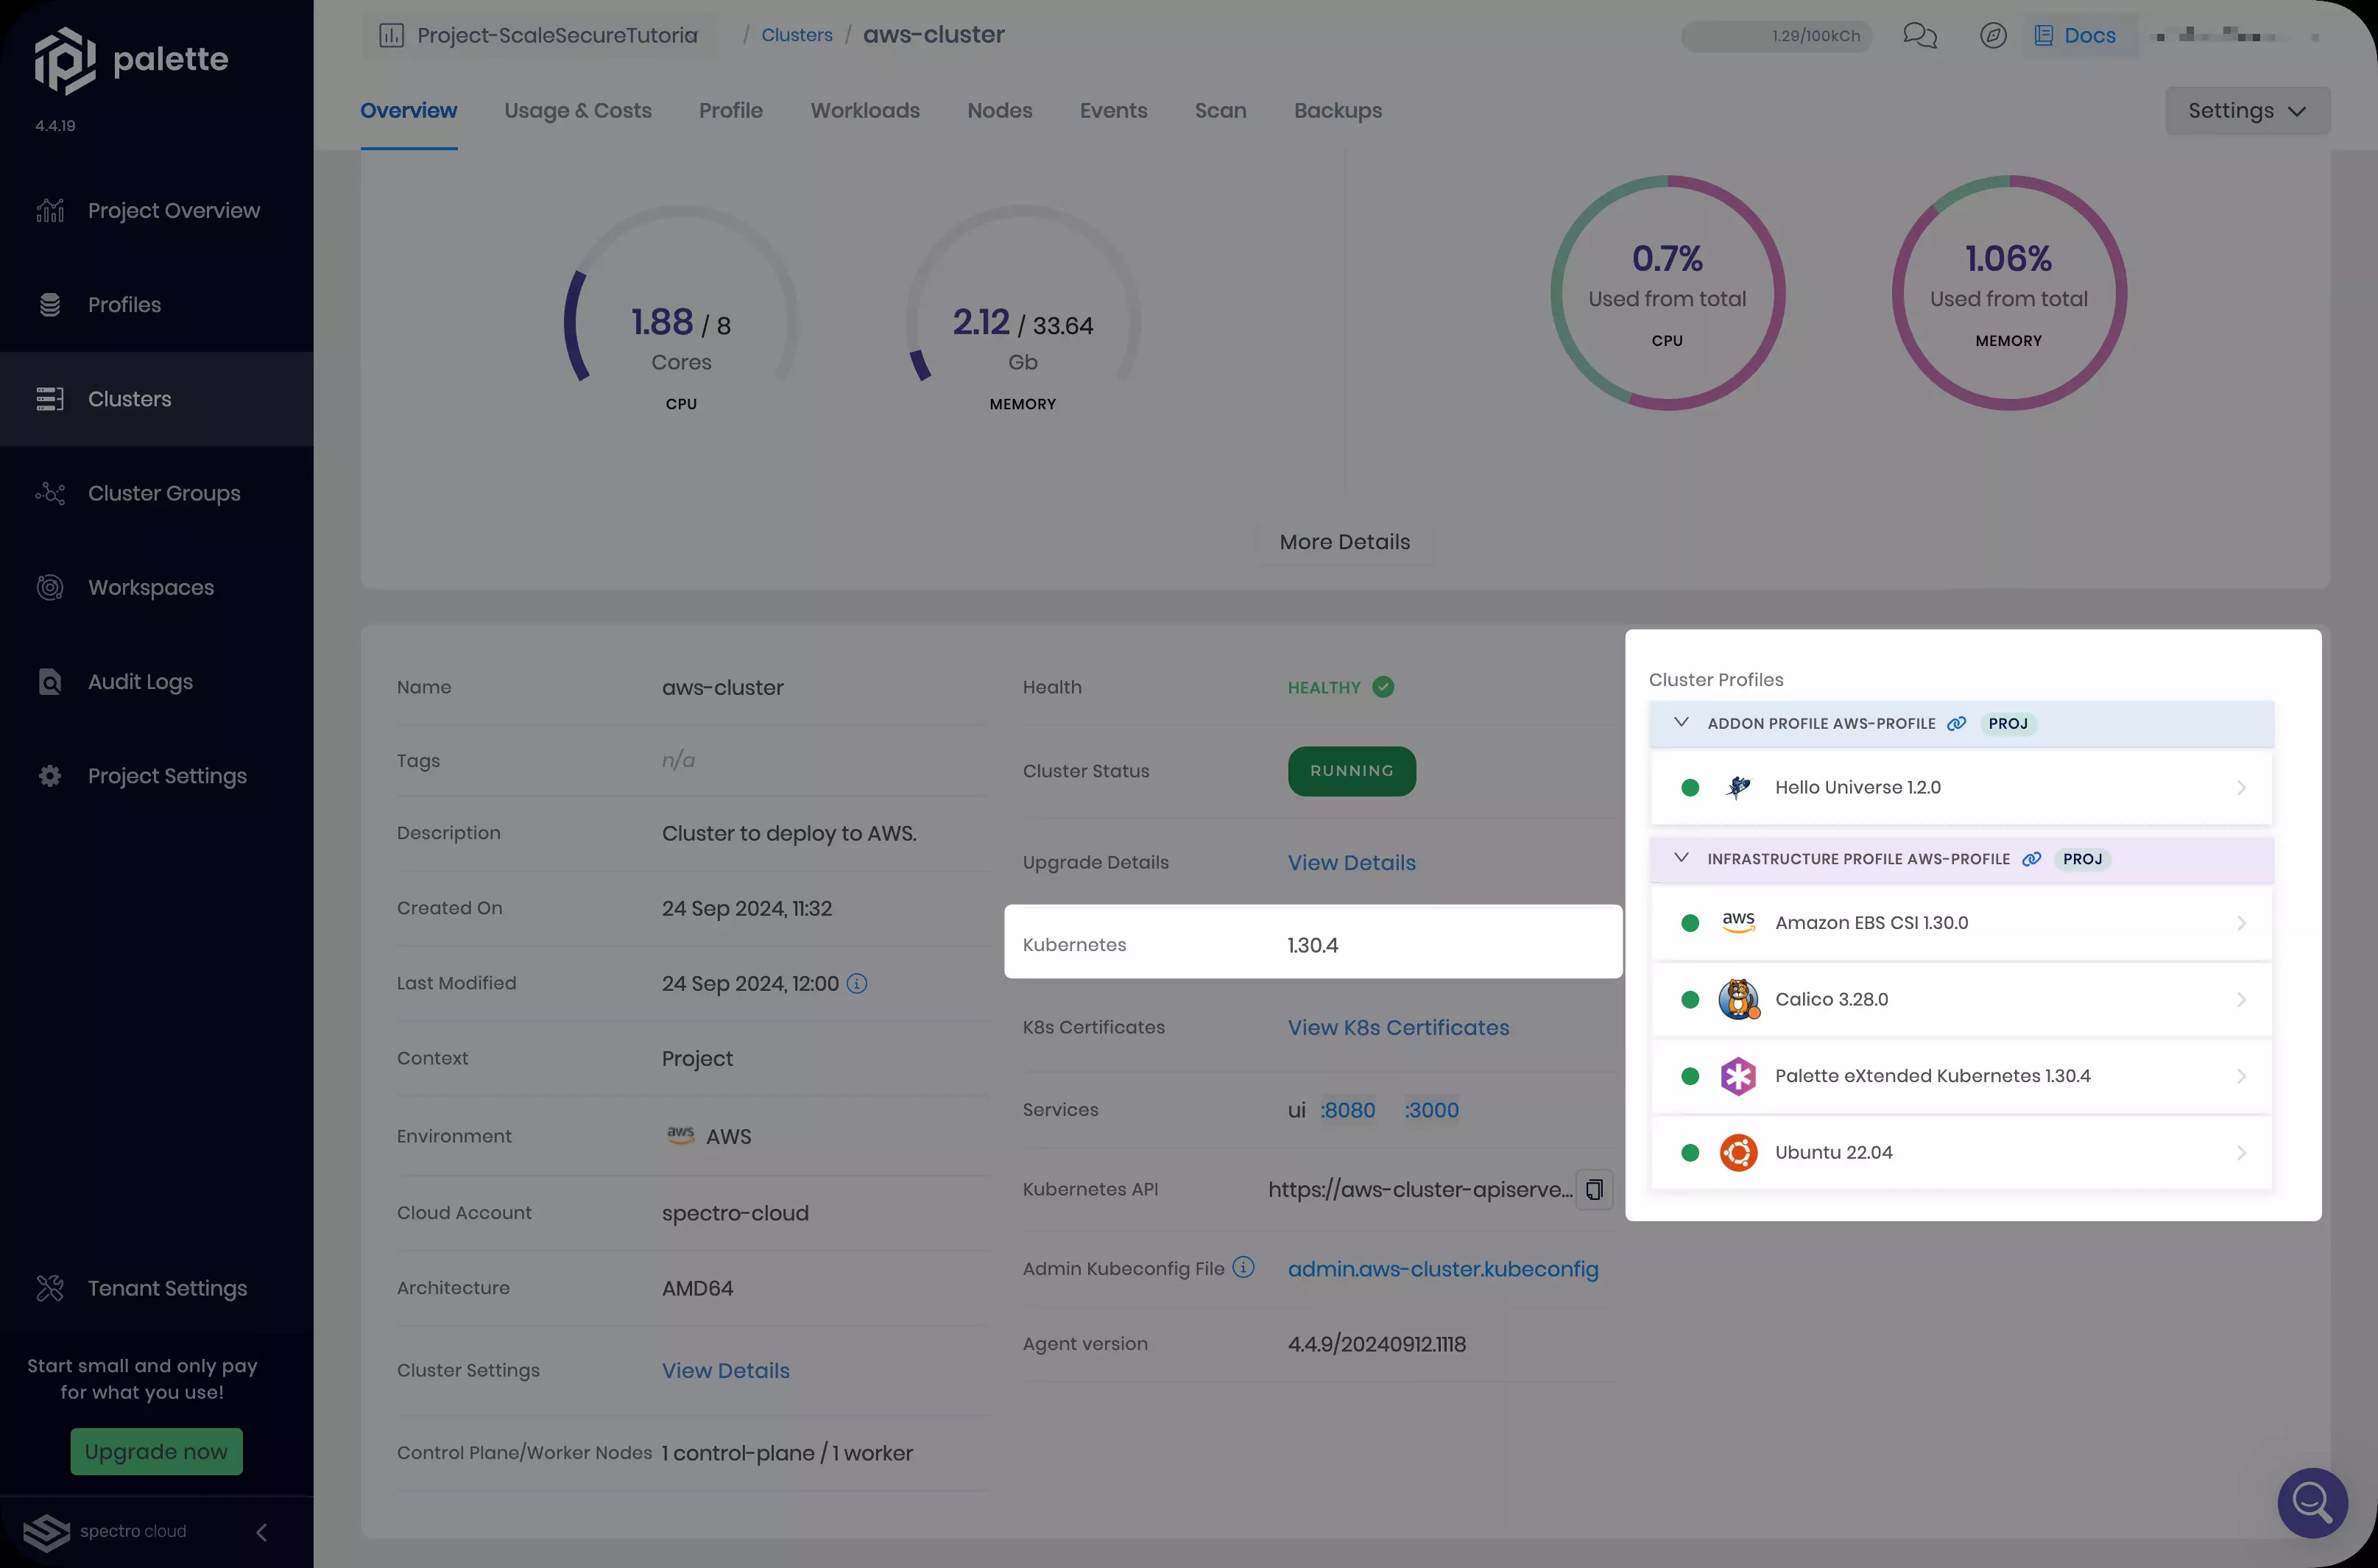 palette
4.4.19
Project Overview
Profiles
Clusters
Cluster Groups
Workspaces
Audit Logs
Project Settings
Tenant Settings
Start small and only pay
for what you use!
Upgrade now
spectro cloud
Project-ScaleSecureTutoria
/ Clusters / aws-cluster
1.29/100kCh
Docs
Overview Usage & Costs Profile Workloads Nodes Events Scan Backups
Settings
1.88 / 8
Cores
CPU
2.12 / 33.64
Gb
MEMORY
0.7%
Used from total
CPU
1.06%
Used from total
MEMORY
More Details
Name aws-cluster
Tags n/a
Description Cluster to deploy to AWS.
Created On 24 Sep 2024, 11:32
Last Modified 24 Sep 2024, 12:00
Context Project
Environment aws AWS
Cloud Account spectro-cloud
Architecture AMD64
Cluster Settings View Details
Control Plane/Worker Nodes 1 control-plane / 1 worker
Health HEALTHY
Cluster Status RUNNING
Upgrade Details View Details
Kubernetes 1.30.4
K8s Certificates View K8s Certificates
Services ui :8080 :3000
Kubernetes API https://aws-cluster-apiserve...
Admin Kubeconfig File admin.aws-cluster.kubeconfig
Agent version 4.4.9/20240912.1118
Cluster Profiles
ADDON PROFILE AWS-PROFILE PROJ
Hello Universe 1.2.0
INFRASTRUCTURE PROFILE AWS-PROFILE PROJ
aws Amazon EBS CSI 1.30.0
Calico 3.28.0
Palette eXtended Kubernetes 1.30.4
Ubuntu 22.04